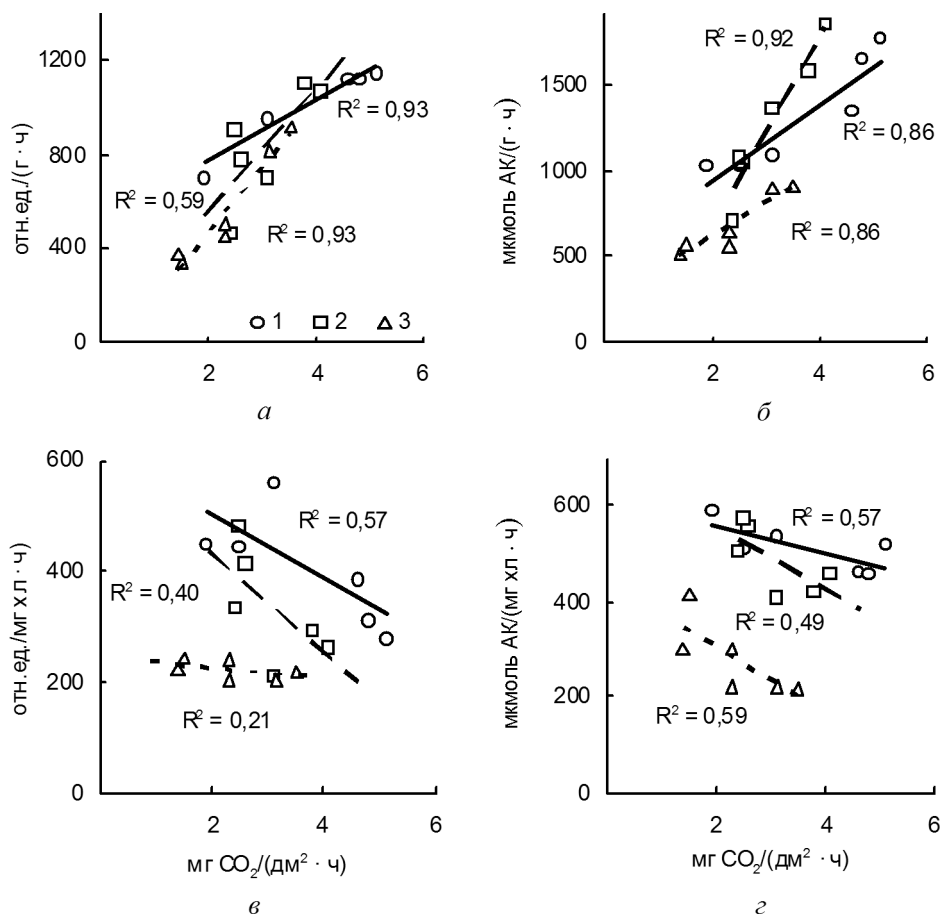 1200
800
400
0
отн.ед./(г · ч)
R² = 0,93
R² = 0,59
R² = 0,93
1 2 3
2 4 6
а
1500
1000
500
0
мкмоль АК/(г · ч)
R² = 0,92
R² = 0,86
R² = 0,86
2 4 6
б
600
400
200
0
отн.ед./мг хл · ч)
R² = 0,57
R² = 0,40
R² = 0,21
2 4 6
мг CO₂/(дм² · ч)
в
600
400
200
0
мкмоль АК/(мг хл · ч)
R² = 0,57
R² = 0,49
R² = 0,59
2 4 6
мг CO₂/(дм² · ч)
г